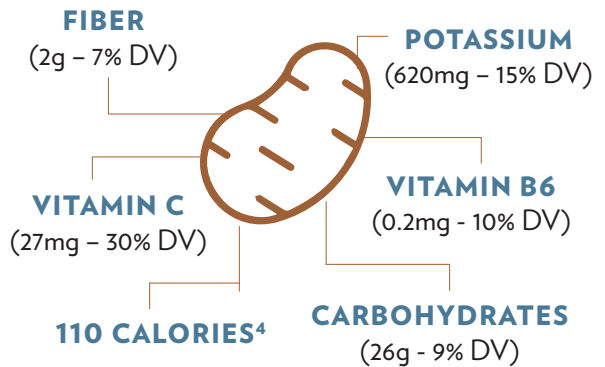 FIBER
(2g – 7% DV)
POTASSIUM
(620mg – 15% DV)
VITAMIN C
(27mg – 30% DV)
VITAMIN B6
(0.2mg - 10% DV)
110 CALORIES⁴
CARBOHYDRATES
(26g - 9% DV)